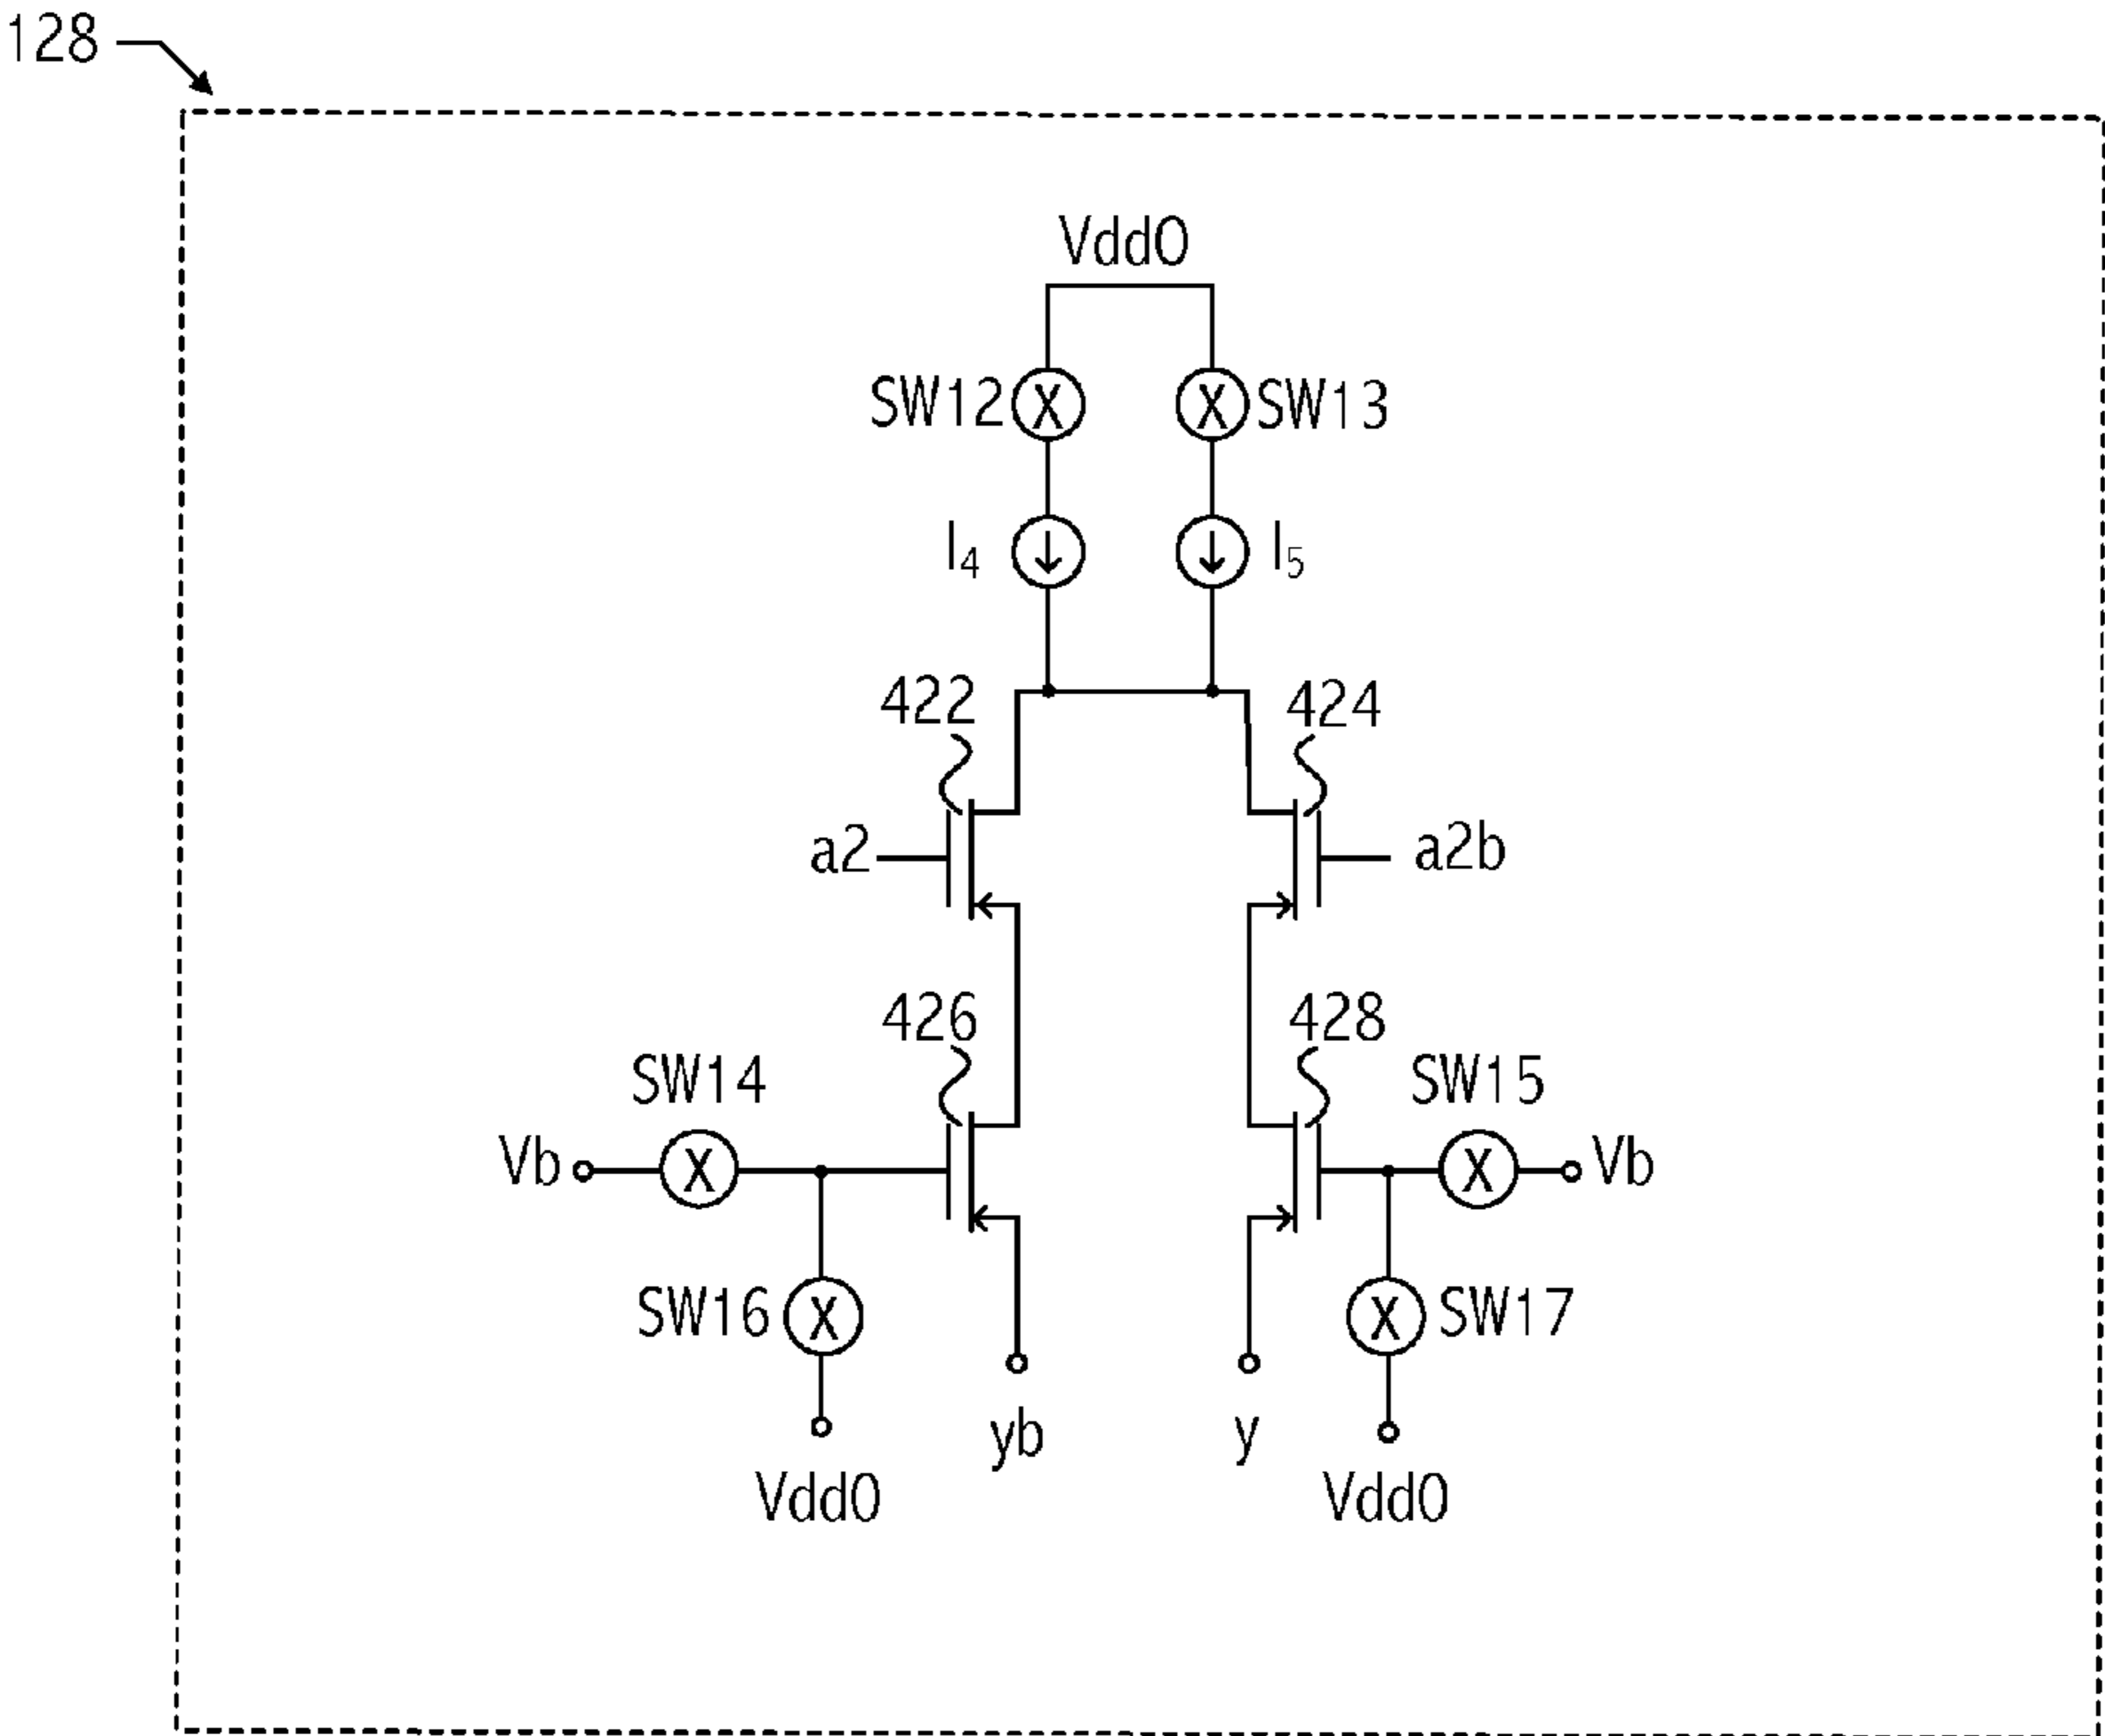 128
Vdd0
SW12
SW13
I4
I5
422
424
a2
a2b
426
428
SW14
SW15
Vb
Vb
SW16
SW17
yb
y
Vdd0
Vdd0